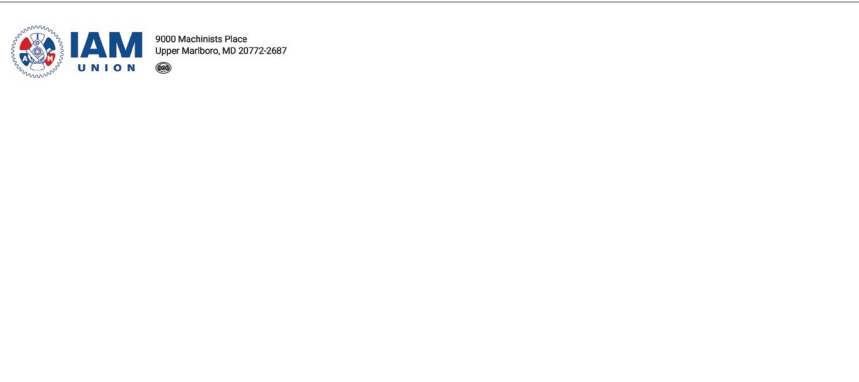 IAM
UNION
9000 Machinists Place
Upper Marlboro, MD 20772-2687